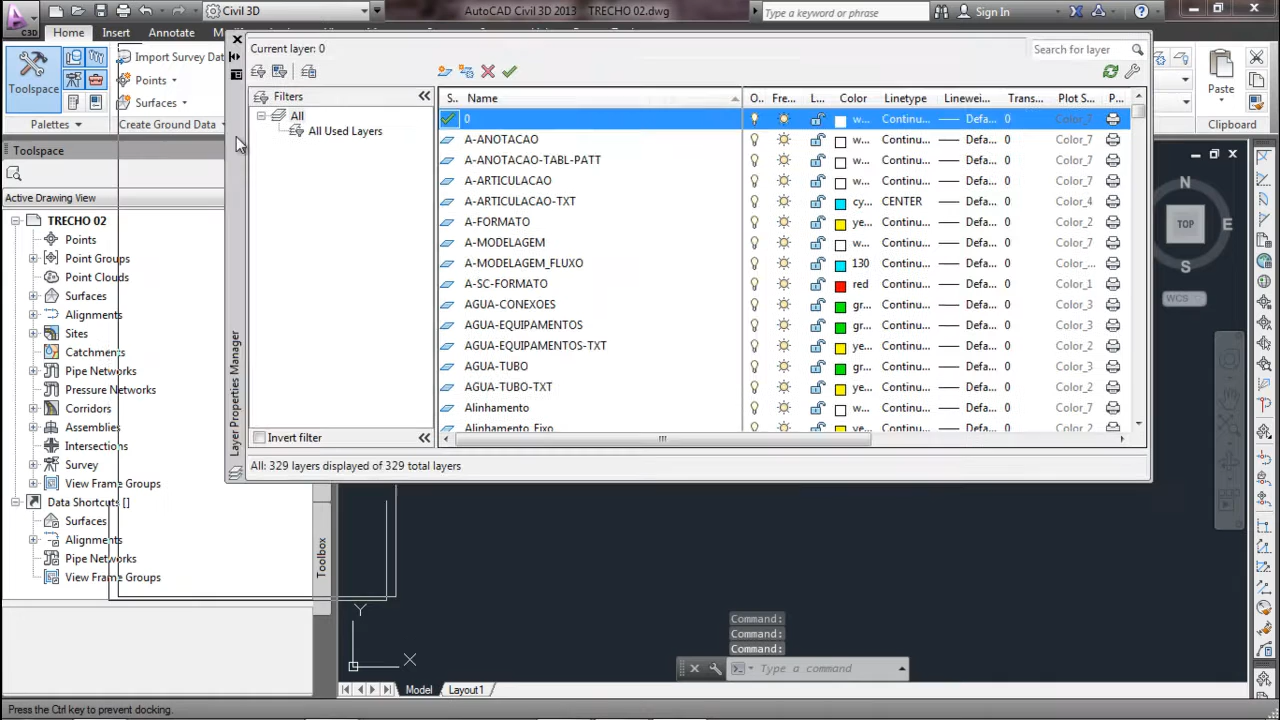 C3D
Civil 3D
AutoCAD Civil 3D 2013 TRECHO 02.dwg
Type a keyword or phrase
Sign In
Home
Insert
Annotate
Toolspace
Import Survey Dat
Points
Surfaces
Palettes
Create Ground Data
Paste
Clipboard
Current layer: 0
Search for layer
Filters
All
All Used Layers
Invert filter
Layer Properties Manager
S.. Name O. Fre... L... Color Linetype Linewei... Trans... Plot S... P...
0 w... Continu... Defa... 0 Color_7
A-ANOTACAO w... Continu... Defa... 0 Color_7
A-ANOTACAO-TABL-PATT w... Continu... Defa... 0 Color_7
A-ARTICULACAO w... Continu... Defa... 0 Color_7
A-ARTICULACAO-TXT cy... CENTER Defa... 0 Color_4
A-FORMATO ye... Continu... Defa... 0 Color_2
A-MODELAGEM w... Continu... Defa... 0 Color_7
A-MODELAGEM_FLUXO 130 Continu... Defa... 0 Color_...
A-SC-FORMATO red Continu... Defa... 0 Color_1
AGUA-CONEXOES gr... Continu... Defa... 0 Color_3
AGUA-EQUIPAMENTOS gr... Continu... Defa... 0 Color_3
AGUA-EQUIPAMENTOS-TXT ye... Continu... Defa... 0 Color_2
AGUA-TUBO gr... Continu... Defa... 0 Color_3
AGUA-TUBO-TXT ye... Continu... Defa... 0 Color_2
Alinhamento w... Continu... Defa... 0 Color_7
Alinhamento Fixo ye... Continu... Defa... 0 Color_2
All: 329 layers displayed of 329 total layers
Toolspace
Active Drawing View
TRECHO 02
Points
Point Groups
Point Clouds
Surfaces
Alignments
Sites
Catchments
Pipe Networks
Pressure Networks
Corridors
Assemblies
Intersections
Survey
View Frame Groups
Data Shortcuts []
Surfaces
Alignments
Pipe Networks
View Frame Groups
Toolbox
N
TOP
E
S
WCS
Y
X
Command:
Command:
Command:
Type a command
Model
Layout1
Press the Ctrl key to prevent docking.